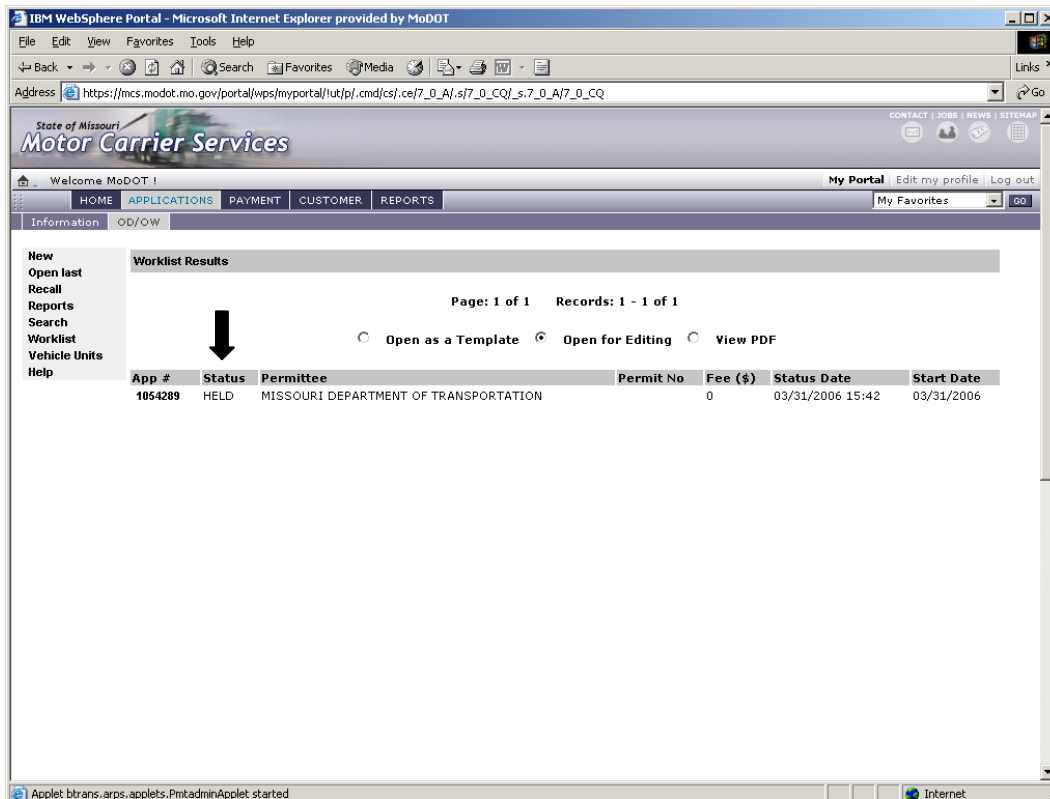 IBM WebSphere Portal - Microsoft Internet Explorer provided by MoDOT
File Edit View Favorites Tools Help
Back Search Favorites Media Links »
Address https://mcs.modot.mo.gov/portal/wps/myportal/!ut/p/.cmd/cs/.ce/7_0_A/.s/7_0_CQ/_s.7_0_A/7_0_CQ Go
CONTACT | JOBS | NEWS | SITEMAP
State of Missouri
Motor Carrier Services
Welcome MoDOT ! My Portal Edit my profile Log out
HOME APPLICATIONS PAYMENT CUSTOMER REPORTS My Favorites GO
Information OD/OW
New
Open last
Recall
Reports
Search
Worklist
Vehicle Units
Help
Worklist Results
Page: 1 of 1 Records: 1 - 1 of 1
Open as a Template Open for Editing View PDF
App # Status Permittee Permit No Fee ($) Status Date Start Date
1054289 HELD MISSOURI DEPARTMENT OF TRANSPORTATION 0 03/31/2006 15:42 03/31/2006
Applet btrans.arps.applets.PmtadminApplet started Internet